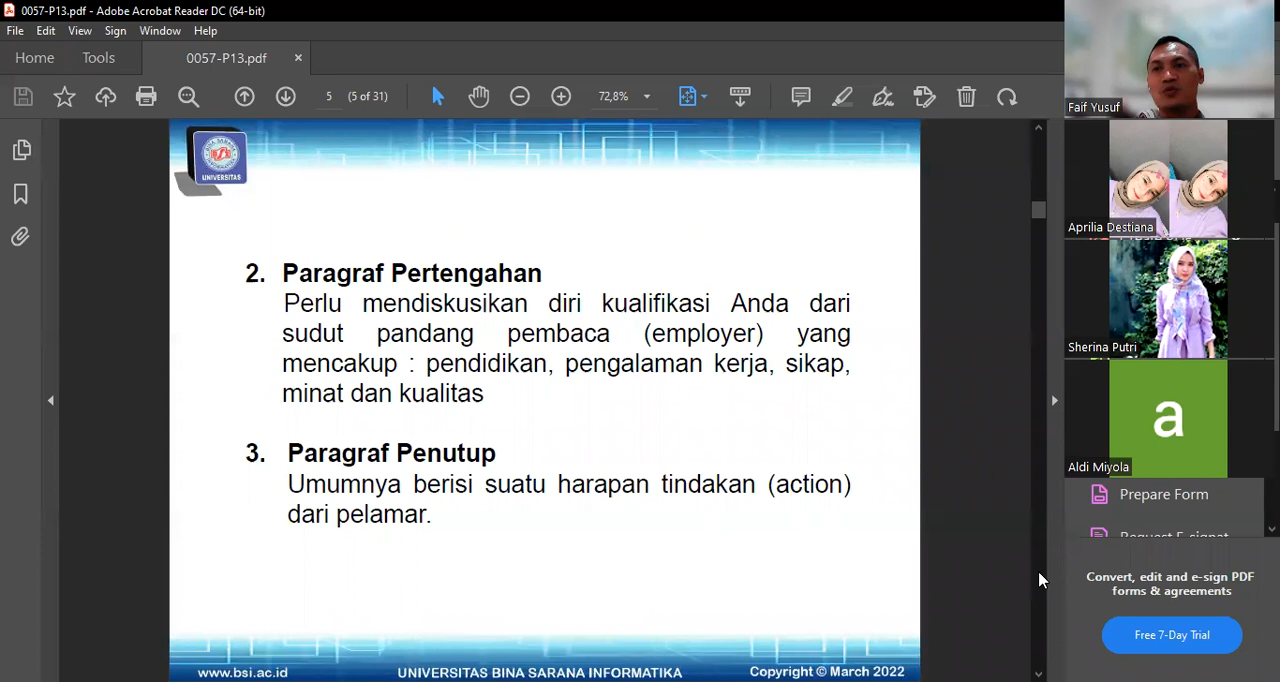 0057-P13.pdf - Adobe Acrobat Reader DC (64-bit)
File Edit View Sign Window Help
Home Tools 0057-P13.pdf ×
5 (5 of 31) 72,8%
UNIVERSITAS
2. Paragraf Pertengahan
Perlu mendiskusikan diri kualifikasi Anda dari
sudut pandang pembaca (employer) yang
mencakup : pendidikan, pengalaman kerja, sikap,
minat dan kualitas
3. Paragraf Penutup
Umumnya berisi suatu harapan tindakan (action)
dari pelamar.
www.bsi.ac.id UNIVERSITAS BINA SARANA INFORMATIKA Copyright © March 2022
Faif Yusuf
Aprilia Destiana
Sherina Putri
a
Aldi Miyola
Prepare Form
Request E-signat
Convert, edit and e-sign PDF
forms & agreements
Free 7-Day Trial